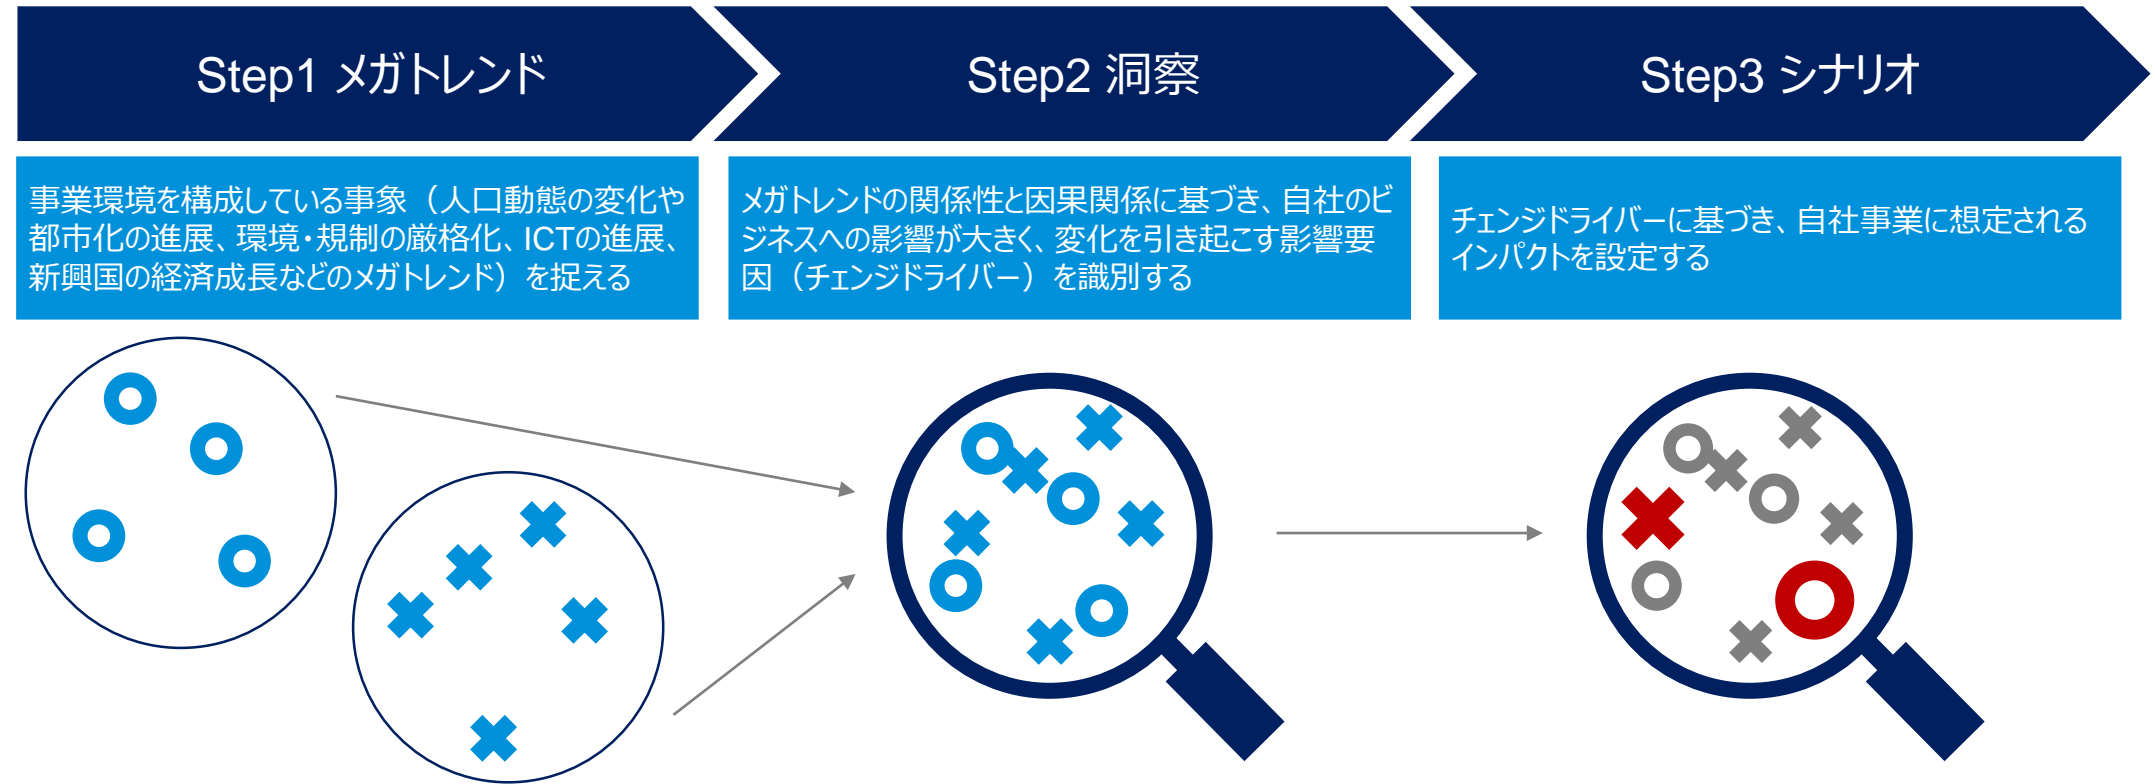 Step1 メガトレンド
Step2 洞察
Step3 シナリオ
事業環境を構成している事象（人口動態の変化や
都市化の進展、環境・規制の厳格化、ICTの進展、
新興国の経済成長などのメガトレンド）を捉える
メガトレンドの関係性と因果関係に基づき、自社のビ
ジネスへの影響が大きく、変化を引き起こす影響要
因（チェンジドライバー）を識別する
チェンジドライバーに基づき、自社事業に想定される
インパクトを設定する